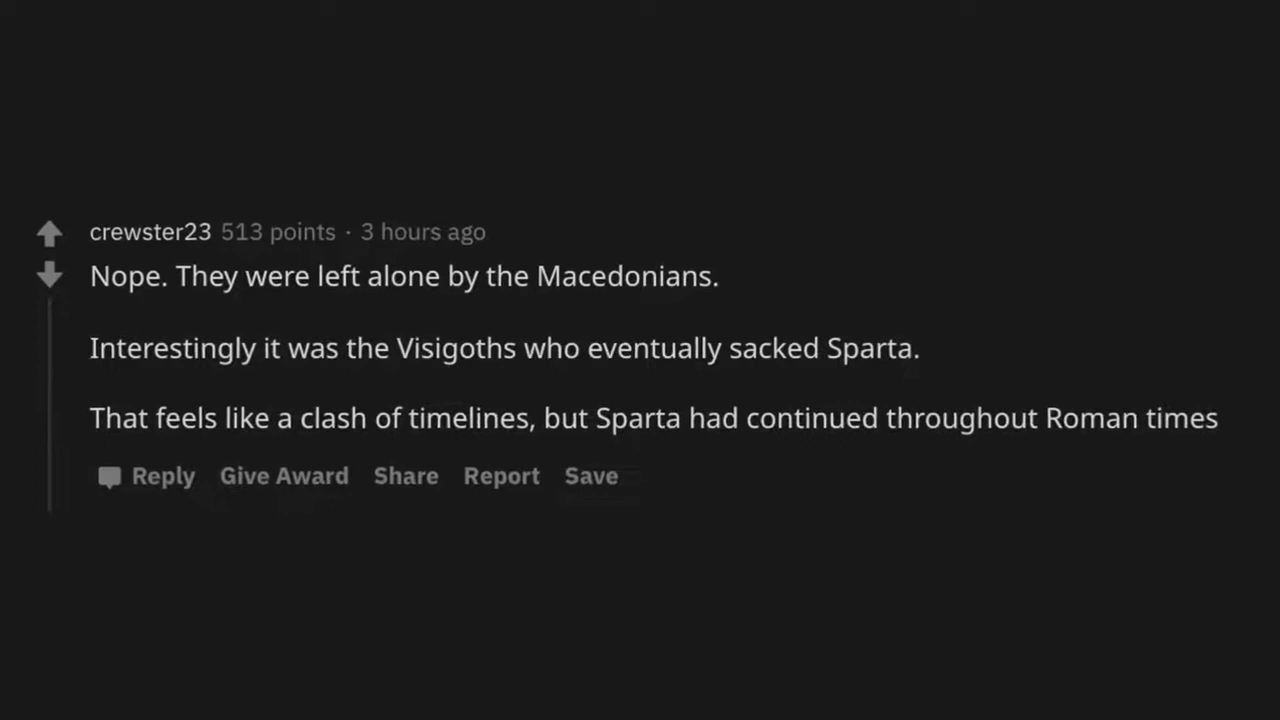 crewster23 513 points · 3 hours ago
Nope. They were left alone by the Macedonians.
Interestingly it was the Visigoths who eventually sacked Sparta.
That feels like a clash of timelines, but Sparta had continued throughout Roman times
Reply Give Award Share Report Save